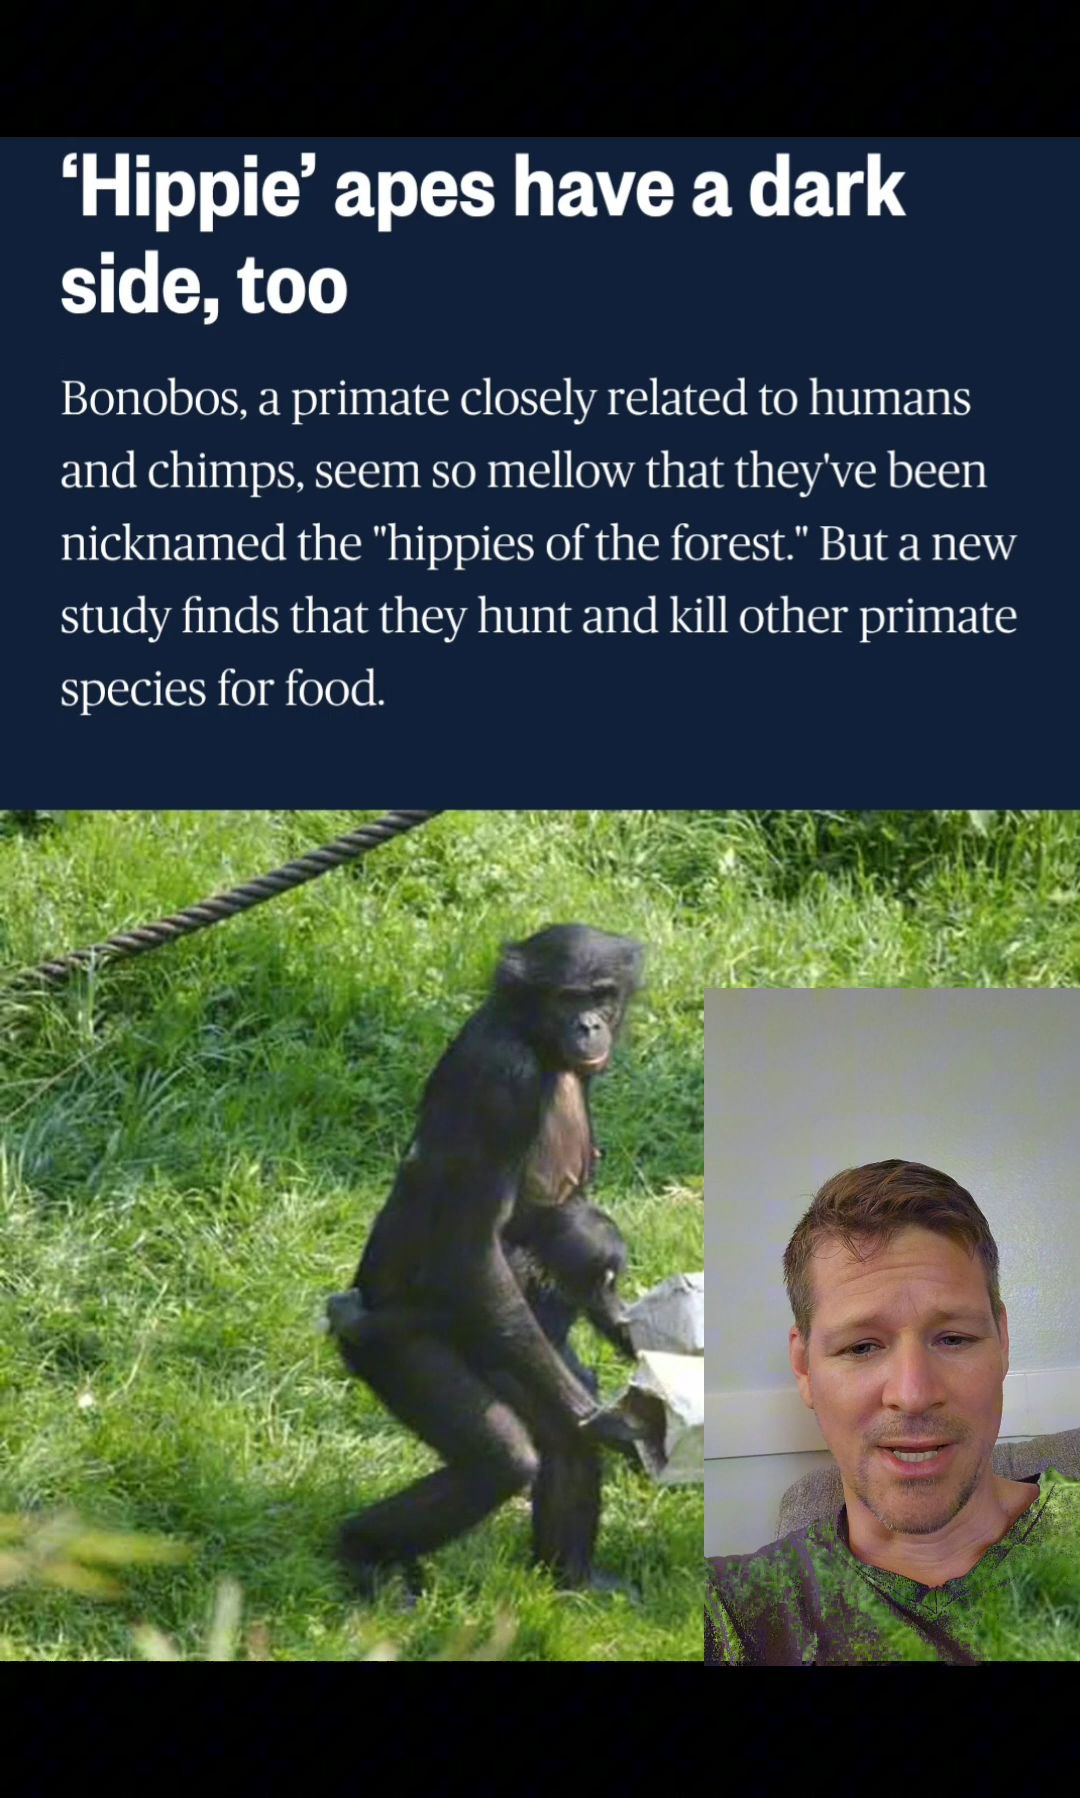 ‘Hippie’ apes have a dark
side, too
Bonobos, a primate closely related to humans
and chimps, seem so mellow that they've been
nicknamed the "hippies of the forest." But a new
study finds that they hunt and kill other primate
species for food.